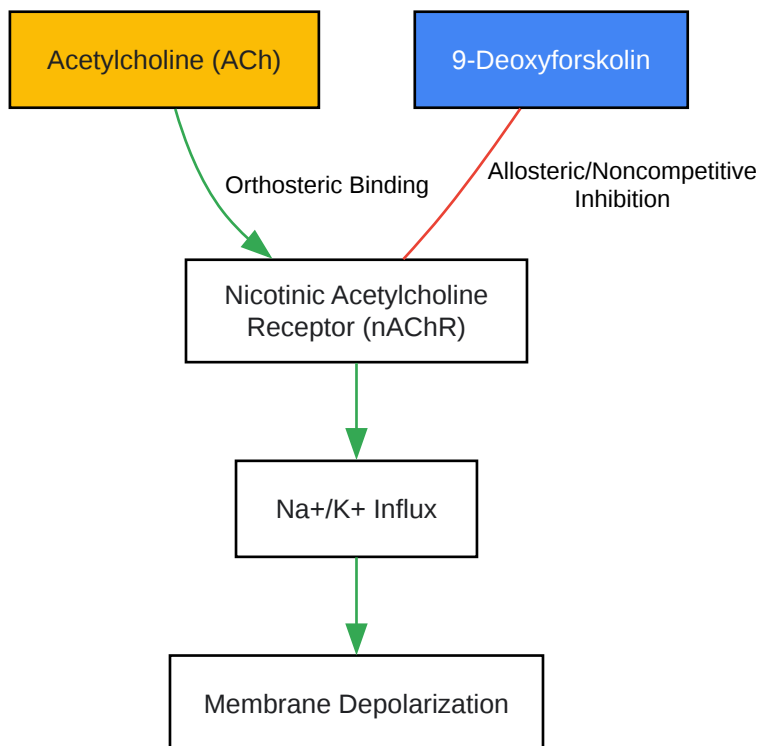 Acetylcholine (ACh)
9-Deoxyforskolin
Orthosteric Binding
Allosteric/Noncompetitive
Inhibition
Nicotinic Acetylcholine
Receptor (nAChR)
Na+/K+ Influx
Membrane Depolarization